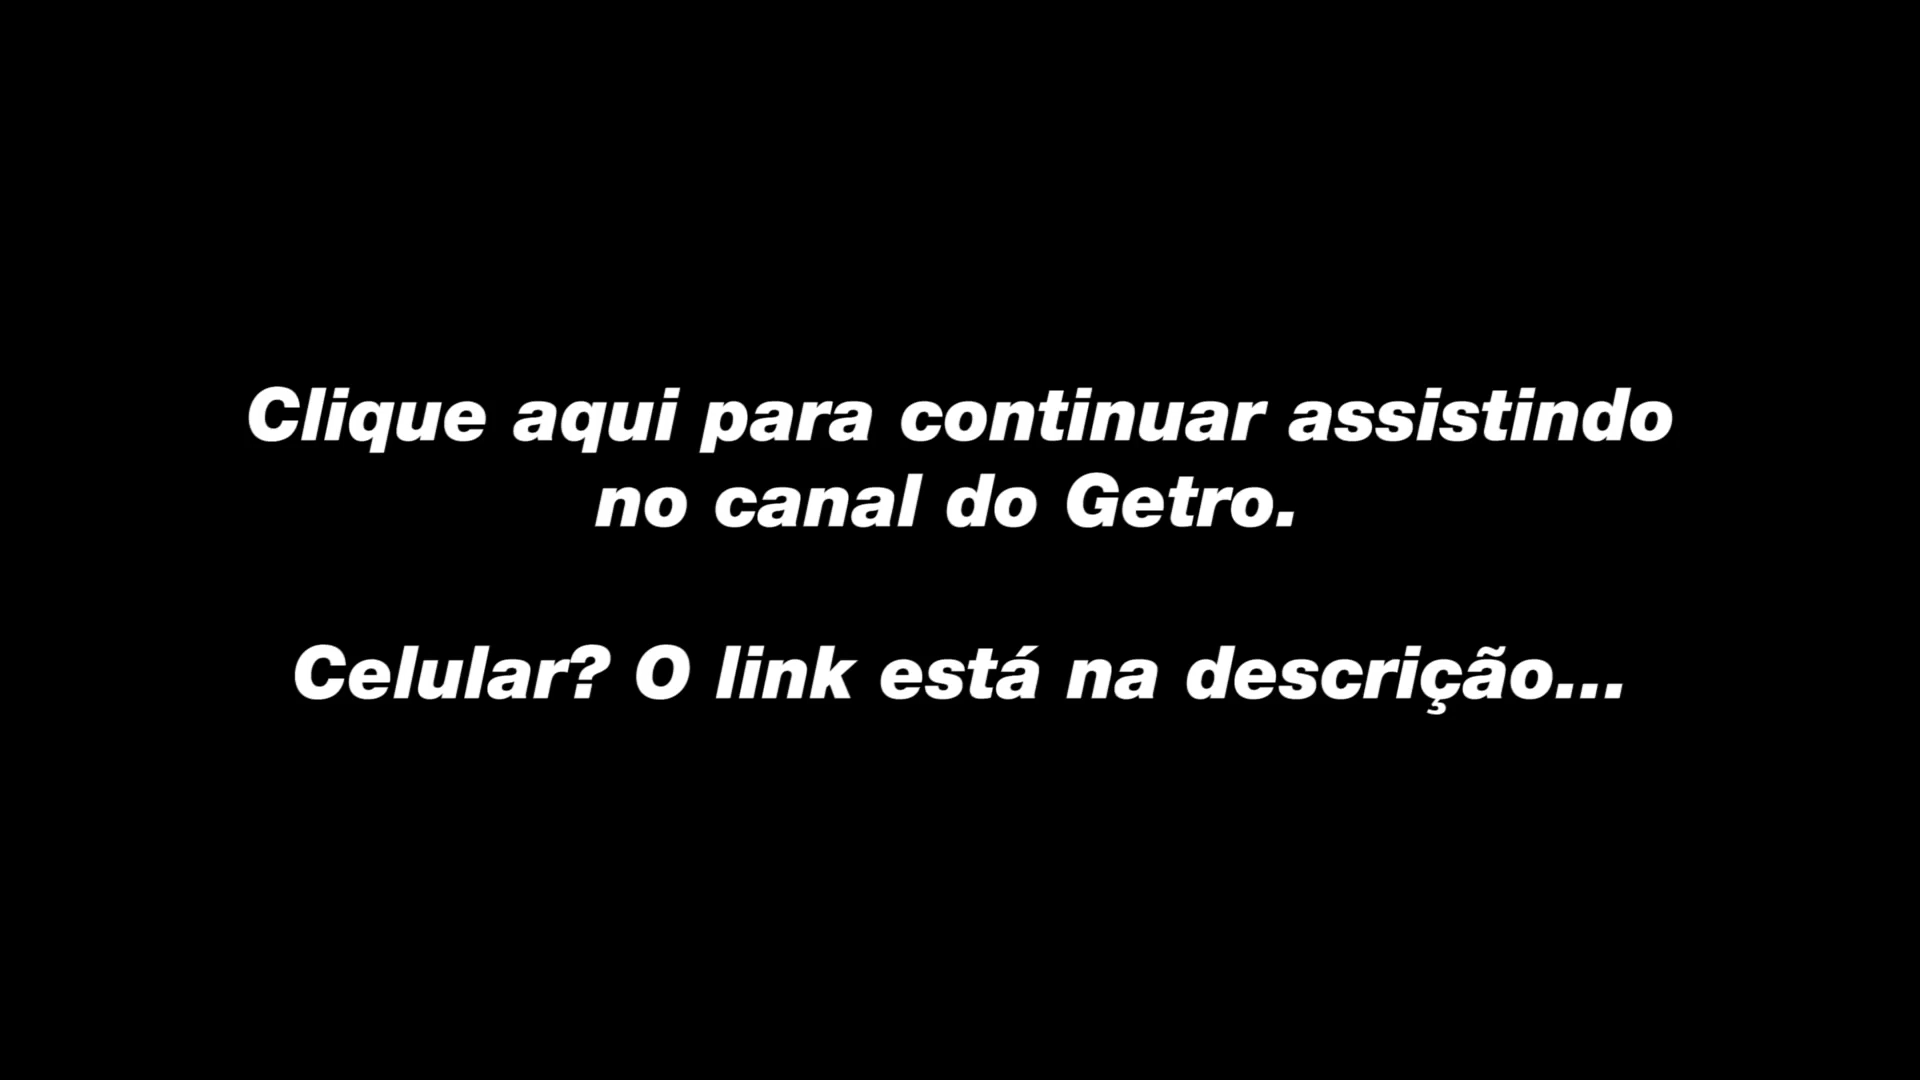 Clique aqui para continuar assistindo
no canal do Getro.
Celular? O link está na descrição...